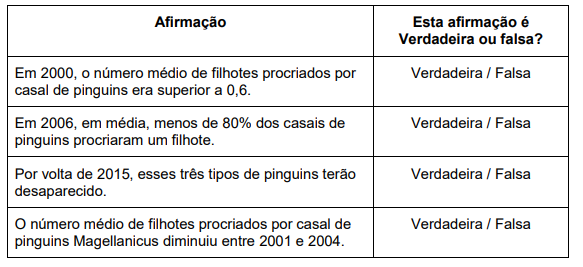 Afirmação
Esta afirmação é
Verdadeira ou falsa?
Em 2000, o número médio de filhotes procriados por
casal de pinguins era superior a 0,6.
Verdadeira / Falsa
Em 2006, em média, menos de 80% dos casais de
pinguins procriaram um filhote.
Verdadeira / Falsa
Por volta de 2015, esses três tipos de pinguins terão
desaparecido.
Verdadeira / Falsa
O número médio de filhotes procriados por casal de
pinguins Magellanicus diminuiu entre 2001 e 2004.
Verdadeira / Falsa